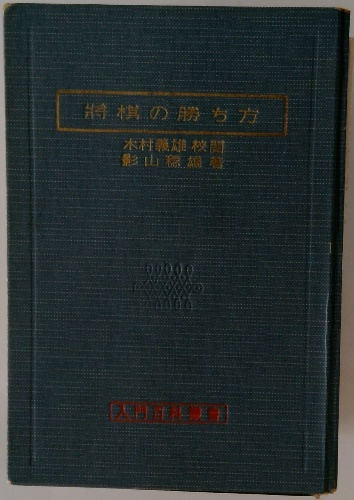 將棋の勝ち方
木村義雄校閲
影山稔雄著
入門百科叢書